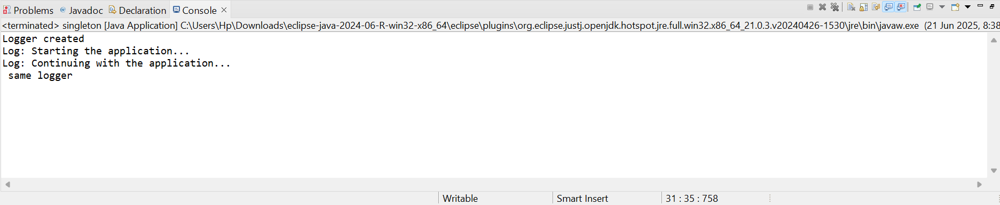 Problems @ Javadoc Declaration Console
<terminated> singleton [Java Application] C:\Users\Hp\Downloads\eclipse-java-2024-06-R-win32-x86_64\eclipse\plugins\org.eclipse.justj.openjdk.hotspot.jre.full.win32.x86_64_21.0.3.v20240426-1530\jre\bin\javaw.exe (21 Jun 2025, 8:38
Logger created
Log: Starting the application...
Log: Continuing with the application...
same logger
Writable Smart Insert 31 : 35 : 758